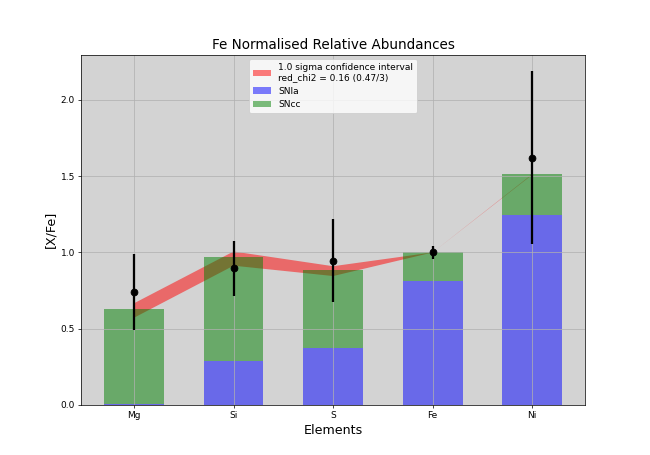 Fe Normalised Relative Abundances
1.0 sigma confidence interval
red_chi2 = 0.16 (0.47/3)
SNIa
SNcc
[X/Fe]
2.0
1.5
1.0
0.5
0.0
Mg Si S Fe Ni
Elements